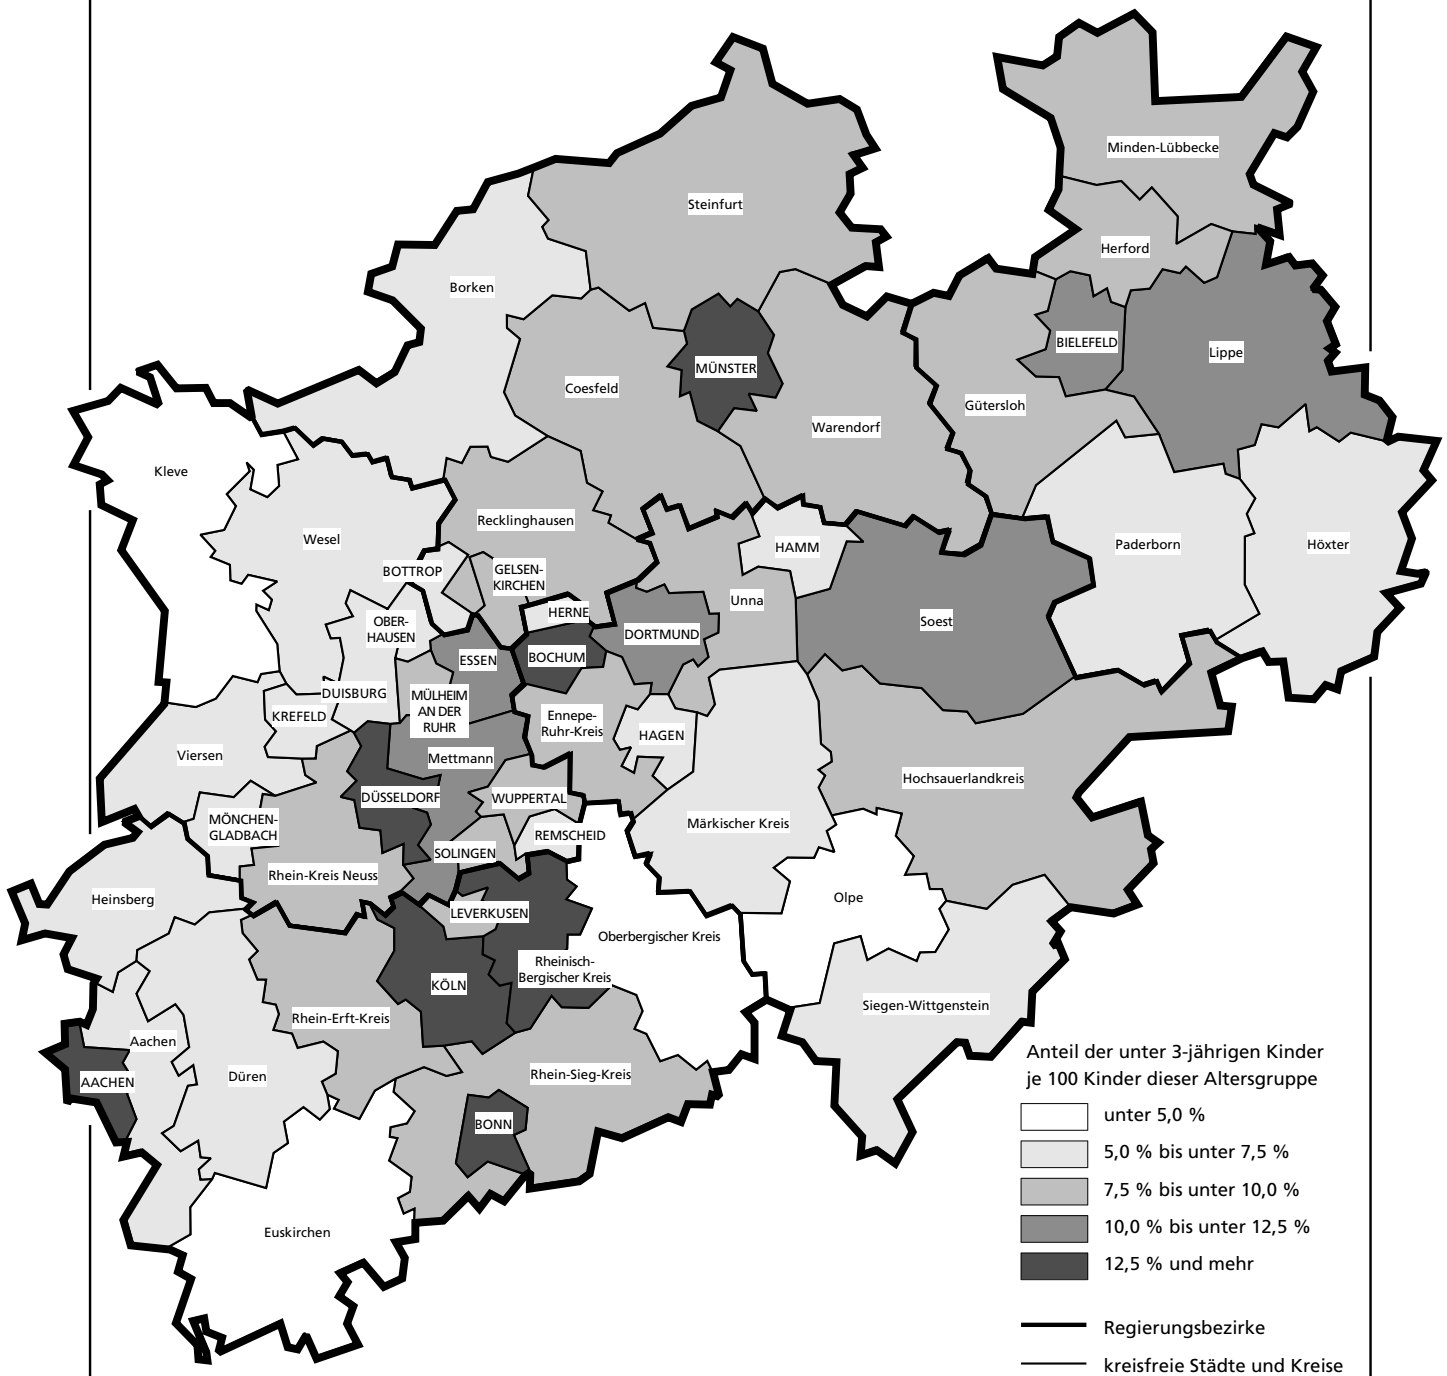 Minden-Lübbecke
Steinfurt
Herford
Borken
BIELEFELD
Lippe
MÜNSTER
Coesfeld
Gütersloh
Warendorf
Kleve
Recklinghausen
Wesel
HAMM
Paderborn
Höxter
BOTTROP
GELSEN-
KIRCHEN
Unna
HERNE
OBER-
HAUSEN
Soest
DORTMUND
ESSEN
BOCHUM
DUISBURG
MÜLHEIM
AN DER
RUHR
KREFELD
Ennepe-
Ruhr-Kreis
HAGEN
Viersen
Mettmann
Hochsauerlandkreis
DÜSSELDORF
WUPPERTAL
MÖNCHEN-
GLADBACH
Märkischer Kreis
REMSCHEID
SOLINGEN
Rhein-Kreis Neuss
Heinsberg
Olpe
LEVERKUSEN
Oberbergischer Kreis
Rheinisch-
Bergischer Kreis
KÖLN
Siegen-Wittgenstein
Rhein-Erft-Kreis
Aachen
Düren
Rhein-Sieg-Kreis
AACHEN
BONN
Euskirchen
Anteil der unter 3-jährigen Kinder
je 100 Kinder dieser Altersgruppe
unter 5,0 %
5,0 % bis unter 7,5 %
7,5 % bis unter 10,0 %
10,0 % bis unter 12,5 %
12,5 % und mehr
Regierungsbezirke
kreisfreie Städte und Kreise